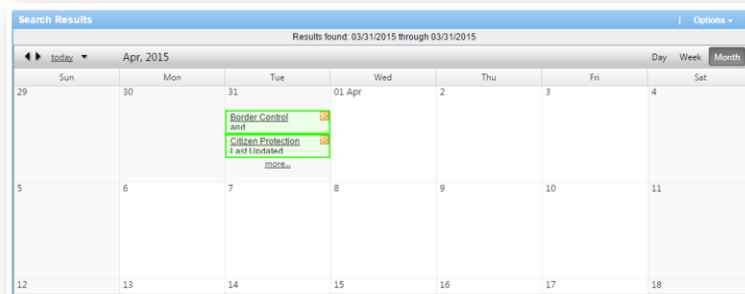 Search Results | Options
Results found: 03/31/2015 through 03/31/2015
today Apr, 2015 Day Week Month
Sun Mon Tue Wed Thu Fri Sat
29 30 31 01 Apr 2 3 4
Border Control
and
Citizen Protection
Last Updated
more...
5 6 7 8 9 10 11
12 13 14 15 16 17 18